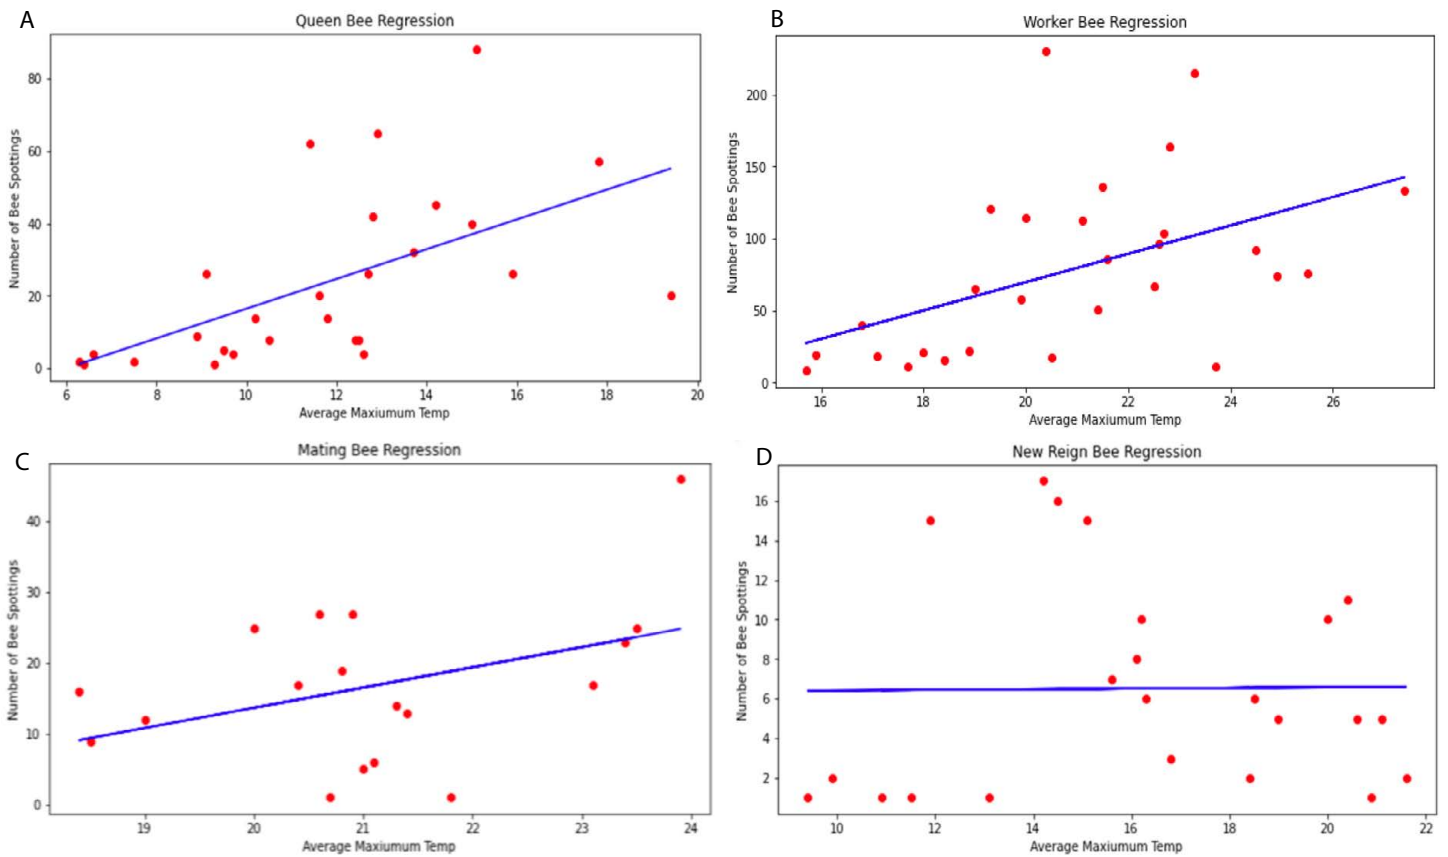 A
Queen Bee Regression
Number of Bee Spottings
80
60
40
20
0
6 8 10 12 14 16 18 20
Average Maxiumum Temp
B
Worker Bee Regression
Number of Bee Spottings
200
150
100
50
0
16 18 20 22 24 26
Average Maxiumum Temp
C
Mating Bee Regression
Number of Bee Spottings
40
30
20
10
0
19 20 21 22 23 24
Average Maxiumum Temp
D
New Reign Bee Regression
Number of Bee Spottings
16
14
12
10
8
6
4
2
10 12 14 16 18 20 22
Average Maxiumum Temp